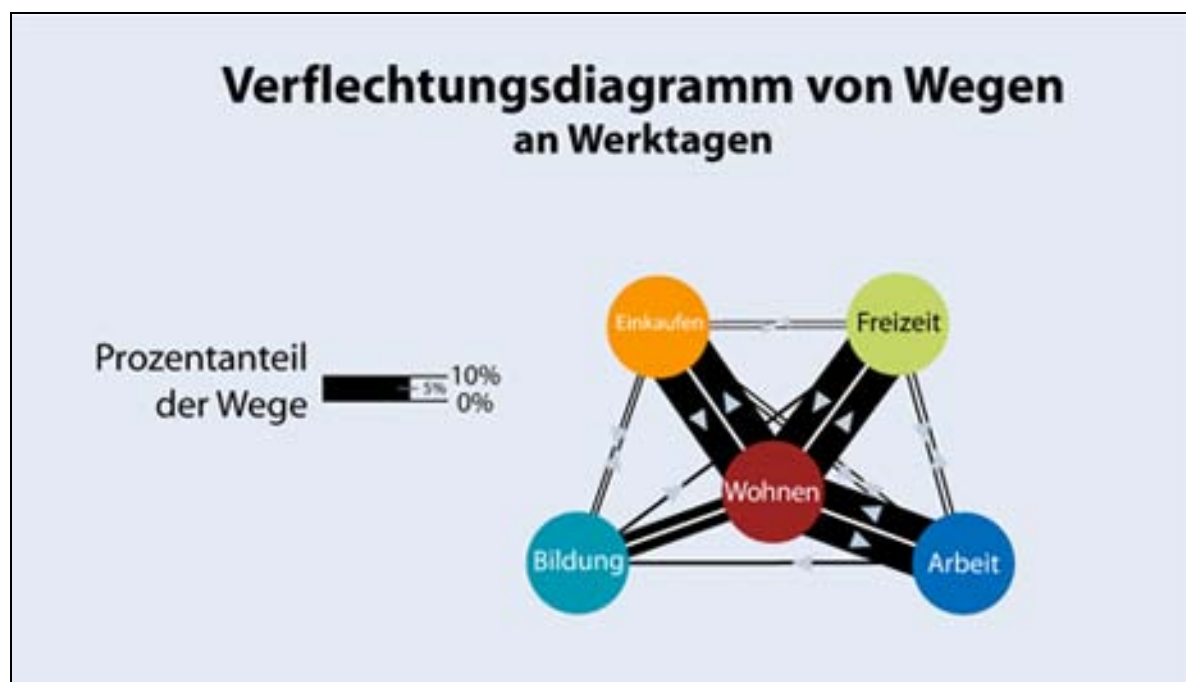 Verflechtungsdiagramm von Wegen
an Werktagen
Prozentanteil
der Wege
10%
5%
0%
Einkaufen
Freizeit
Wohnen
Bildung
Arbeit